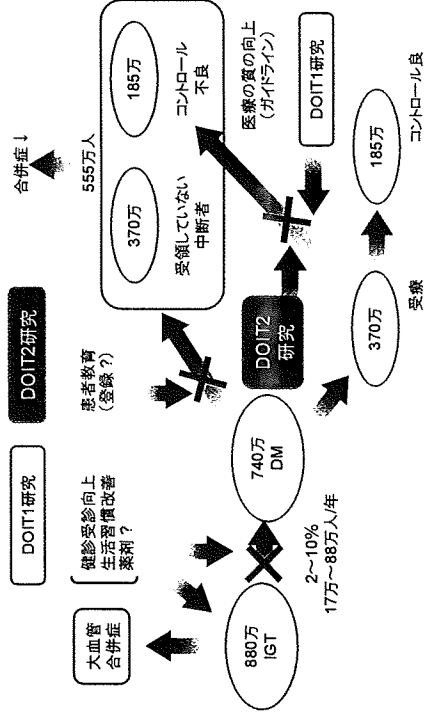 DOIT1研究
DOIT2研究
合併症↓
大血管
合併症
健診受診向上
生活習慣改善
薬剤？
患者教育
（登録？）
555万人
370万
受領していない
中断者
185万
コントロール
不良
880万
IGT
2～10%
17万～88万人/年
740万
DM
DOIT2
研究
医療の質の向上
（ガイドライン）
DOIT1研究
370万
受療
185万
コントロール良